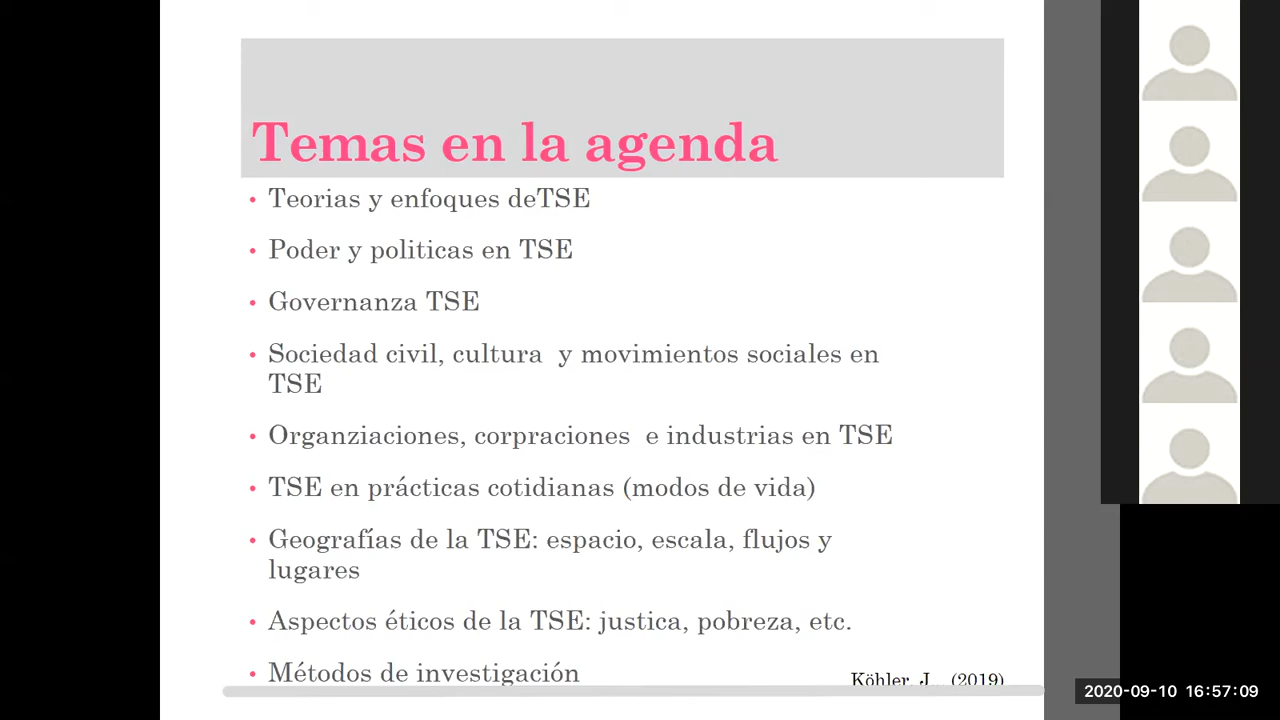 Temas en la agenda
• Teorias y enfoques deTSE
• Poder y politicas en TSE
• Governanza TSE
• Sociedad civil, cultura y movimientos sociales en
TSE
• Organziaciones, corpraciones e industrias en TSE
• TSE en prácticas cotidianas (modos de vida)
• Geografías de la TSE: espacio, escala, flujos y
lugares
• Aspectos éticos de la TSE: justica, pobreza, etc.
• Métodos de investigación
Köhler, J., (2019)
2020-09-10 16:57:09